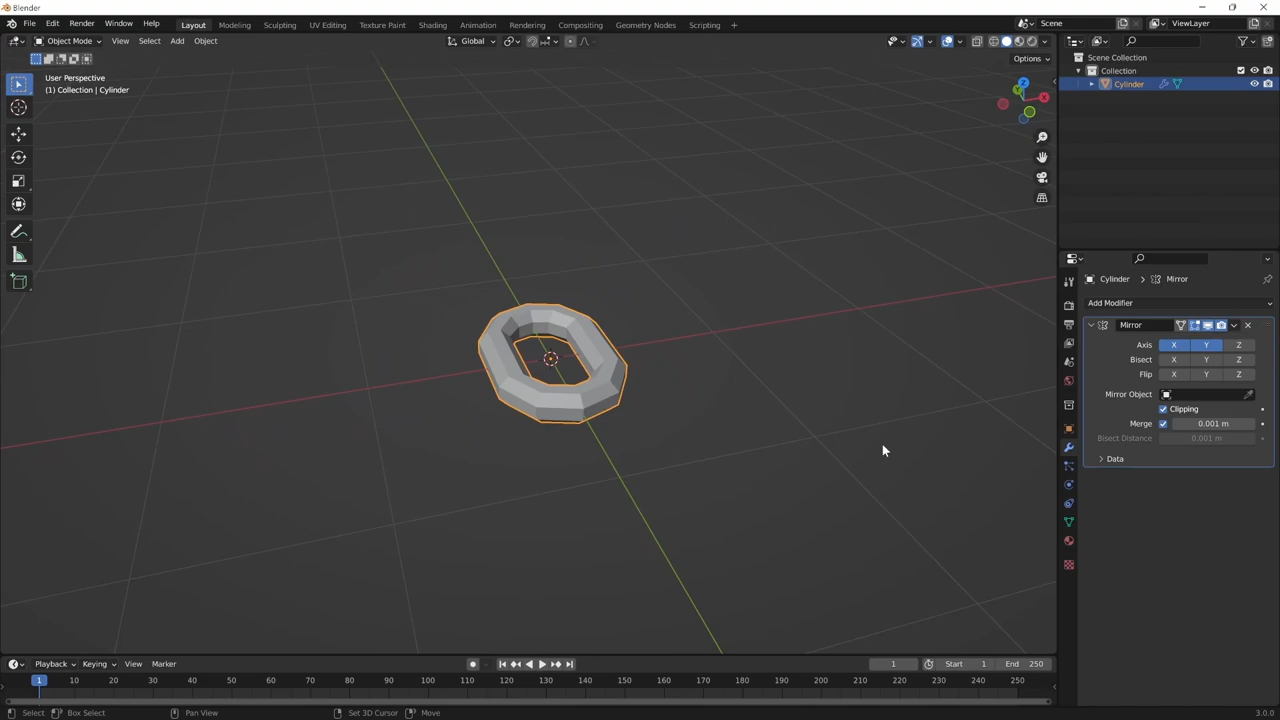 Blender
File Edit Render Window Help Layout Modeling Sculpting UV Editing Texture Paint Shading Animation Rendering Compositing Geometry Nodes Scripting + Scene ViewLayer
Object Mode View Select Add Object Global
Options
User Perspective
(1) Collection | Cylinder
Z
Y
X
Scene Collection
Collection
Cylinder
Cylinder > Mirror
Add Modifier
Mirror
Axis X Y Z
Bisect X Y Z
Flip X Y Z
Mirror Object
Clipping
Merge 0.001 m
Bisect Distance 0.001 m
Data
Playback Keying View Marker 1 Start 1 End 250
1 10 20 30 40 50 60 70 80 90 100 110 120 130 140 150 160 170 180 190 200 210 220 230 240 250
Select Box Select Pan View Set 3D Cursor Move 3.0.0